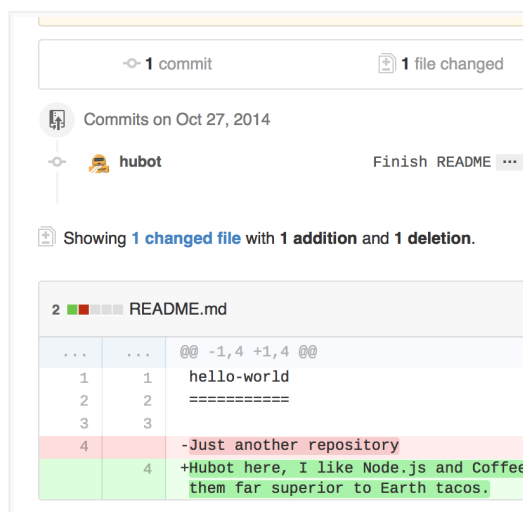 1 commit
1 file changed
Commits on Oct 27, 2014
hubot
Finish README ...
Showing 1 changed file with 1 addition and 1 deletion.
2 README.md
... ... @@ -1,4 +1,4 @@
1 1 hello-world
2 2 ===========
3 3
4 -Just another repository
4 +Hubot here, I like Node.js and Coffee
them far superior to Earth tacos.